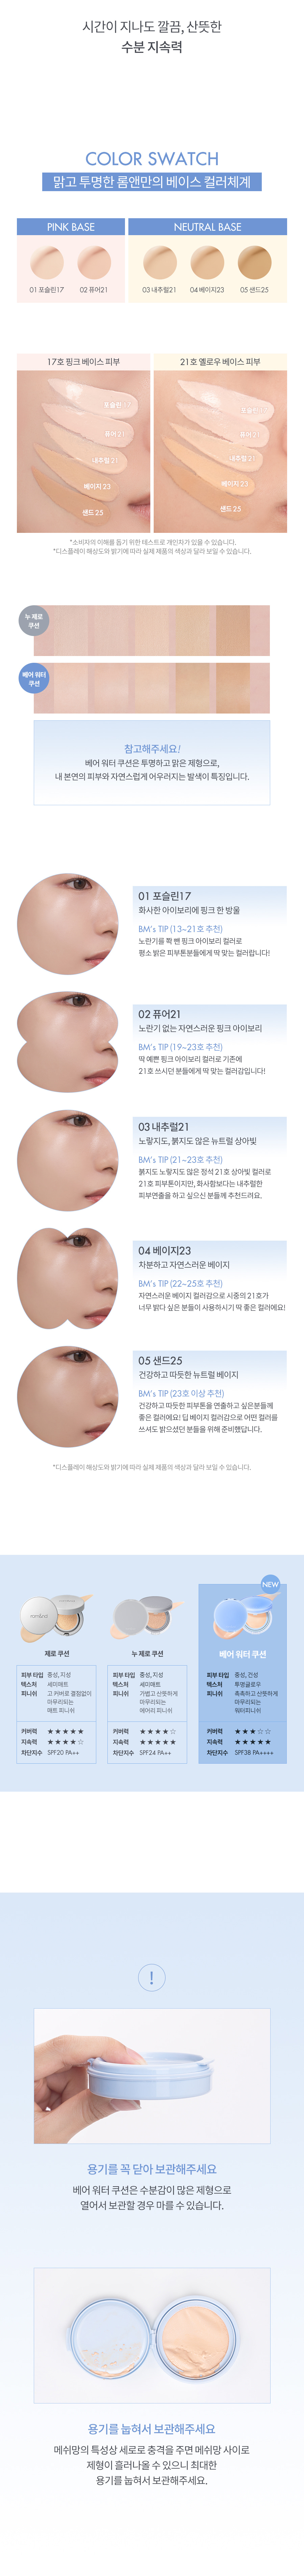 시간이 지나도 깔끔, 산뜻한
수분 지속력
COLOR SWATCH
맑고 투명한 롬앤만의 베이스 컬러체계
PINK BASE
NEUTRAL BASE
01 포슬린17
02 퓨어21
03 내추럴21
04 베이지23
05 샌드25
17호 핑크 베이스 피부
21호 옐로우 베이스 피부
포슬린 17
퓨어 21
내추럴 21
베이지 23
샌드 25
포슬린 17
퓨어 21
내추럴 21
베이지 23
샌드 25
*소비자의 이해를 돕기 위한 테스트로 개인차가 있을 수 있습니다.
*디스플레이 해상도와 밝기에 따라 실제 제품의 색상과 달라 보일 수 있습니다.
누 제로
쿠션
베어 워터
쿠션
참고해주세요!
베어 워터 쿠션은 투명하고 맑은 제형으로,
내 본연의 피부와 자연스럽게 어우러지는 발색이 특징입니다.
01 포슬린17
화사한 아이보리에 핑크 한 방울
BM's TIP (13~21호 추천)
노란기를 쫙 뺀 핑크 아이보리 컬러로
평소 밝은 피부톤분들에게 딱 맞는 컬러랍니다!
02 퓨어21
노란기 없는 자연스러운 핑크 아이보리
BM's TIP (19~23호 추천)
딱 예쁜 핑크 아이보리 컬러로 기존에
21호 쓰시던 분들에게 딱 맞는 컬러감입니다!
03 내추럴21
노랗지도, 붉지도 않은 뉴트럴 상아빛
BM's TIP (21~23호 추천)
붉지도 노랗지도 않은 정석 21호 상아빛 컬러로
21호 피부톤이지만, 화사함보다는 내추럴한
피부연출을 하고 싶으신 분들께 추천드려요.
04 베이지23
차분하고 자연스러운 베이지
BM's TIP (22~25호 추천)
자연스러운 베이지 컬러감으로 시중의 21호가
너무 밝다 싶은 분들이 사용하시기 딱 좋은 컬러에요!
05 샌드25
건강하고 따뜻한 뉴트럴 베이지
BM's TIP (23호 이상 추천)
건강하고 따뜻한 피부톤을 연출하고 싶은분들께
좋은 컬러에요! 딥 베이지 컬러감으로 어떤 컬러를
쓰셔도 밝으셨던 분들을 위해 준비했답니다.
*디스플레이 해상도와 밝기에 따라 실제 제품의 색상과 달라 보일 수 있습니다.
NEW
rom&nd
제로 쿠션
누 제로 쿠션
베어 워터 쿠션
피부 타입 중성, 지성
텍스처 세미매트
피니쉬 고 커버로 결점없이
마무리되는
매트 피니쉬
커버력 ★★★★★
지속력 ★★★★☆
차단지수 SPF20 PA++
피부 타입 중성, 지성
텍스처 세미매트
피니쉬 가볍고 산뜻하게
마무리되는
에어리 피니쉬
커버력 ★★★★☆
지속력 ★★★★★
차단지수 SPF24 PA++
피부 타입 중성, 건성
텍스처 투명글로우
피니쉬 촉촉하고 산뜻하게
마무리되는
워터피니쉬
커버력 ★★★☆☆
지속력 ★★★★★
차단지수 SPF38 PA++++
!
용기를 꼭 닫아 보관해주세요
베어 워터 쿠션은 수분감이 많은 제형으로
열어서 보관할 경우 마를 수 있습니다.
용기를 눕혀서 보관해주세요
메쉬망의 특성상 세로로 충격을 주면 메쉬망 사이로
제형이 흘러나올 수 있으니 최대한
용기를 눕혀서 보관해주세요.